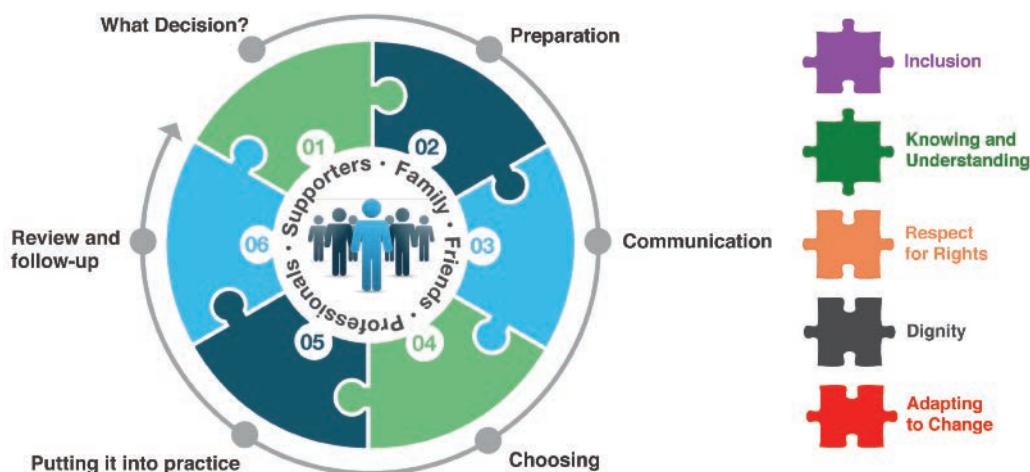 What Decision?
Preparation
Communication
Choosing
Putting it into practice
Review and
follow-up
01
02
03
04
05
06
Supporters · Family · Friends · Professionals ·
Inclusion
Knowing and
Understanding
Respect
for Rights
Dignity
Adapting
to Change